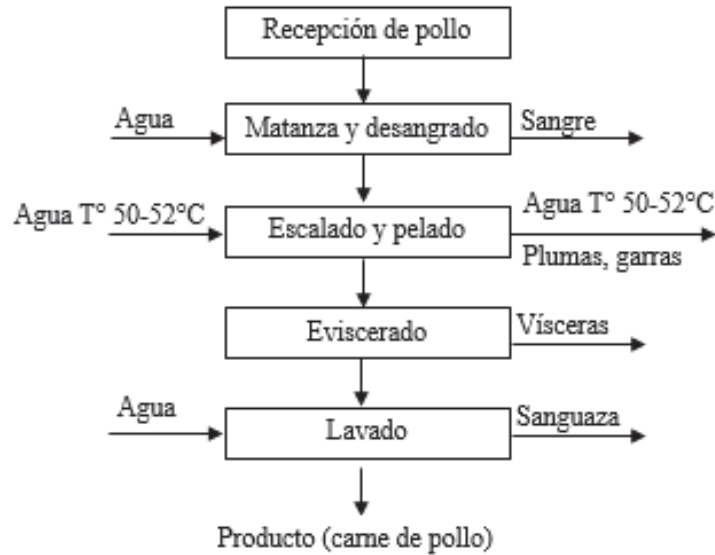 Recepción de pollo
Agua
Matanza y desangrado
Sangre
Agua T° 50-52°C
Escalado y pelado
Agua T° 50-52°C
Plumas, garras
Eviscerado
Vísceras
Agua
Lavado
Sanguaza
Producto (carne de pollo)